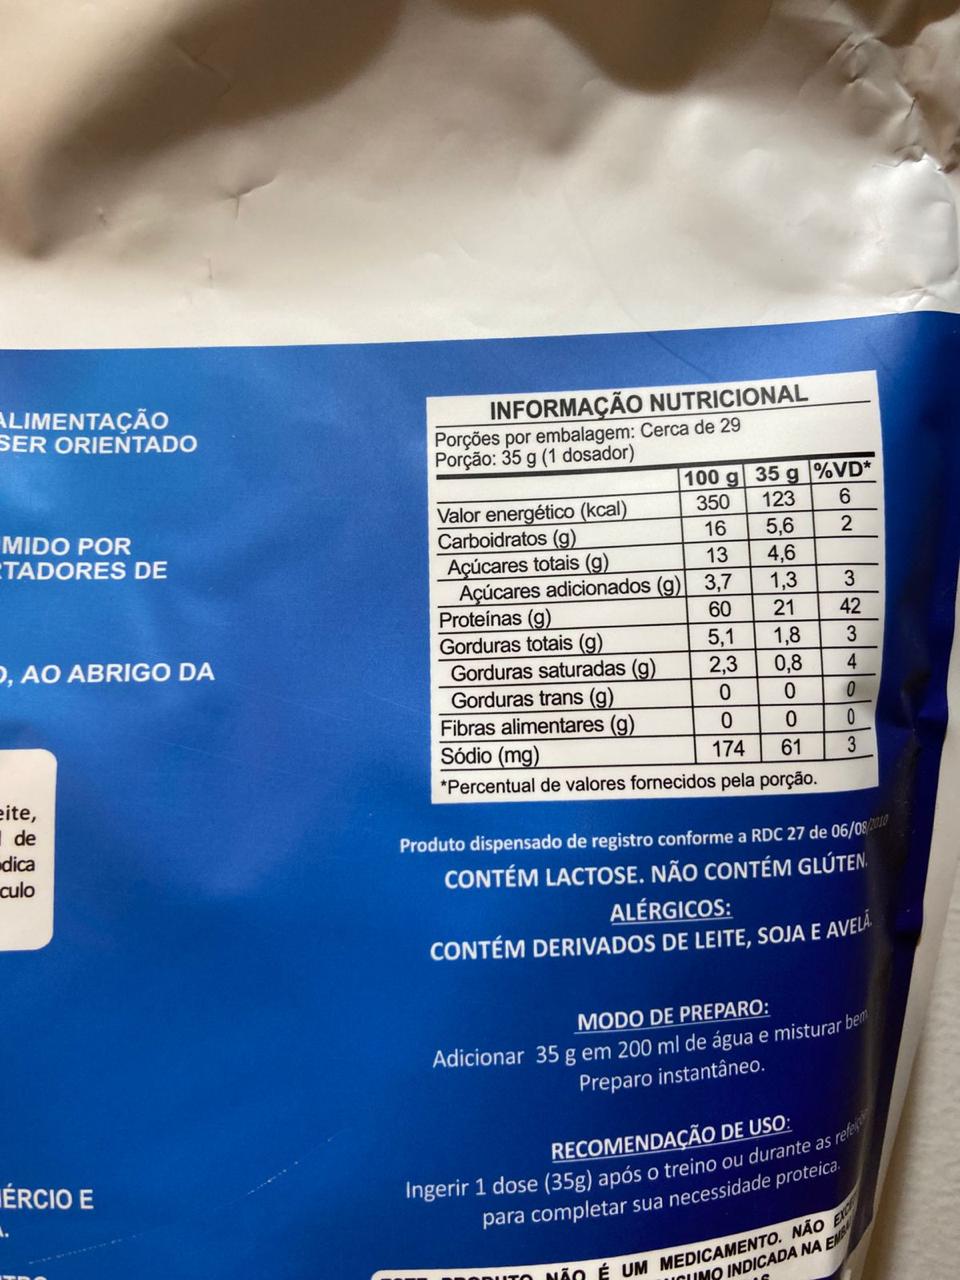 ALIMENTAÇÃO
SER ORIENTADO
MIDO POR
TADORES DE
, AO ABRIGO DA
eite,
de
dica
culo
ÉRCIO E
INFORMAÇÃO NUTRICIONAL
Porções por embalagem: Cerca de 29
Porção: 35 g (1 dosador)
100 g 35 g %VD*
Valor energético (kcal) 350 123 6
Carboidratos (g) 16 5,6 2
Açúcares totais (g) 13 4,6
Açúcares adicionados (g) 3,7 1,3 3
Proteínas (g) 60 21 42
Gorduras totais (g) 5,1 1,8 3
Gorduras saturadas (g) 2,3 0,8 4
Gorduras trans (g) 0 0 0
Fibras alimentares (g) 0 0 0
Sódio (mg) 174 61 3
*Percentual de valores fornecidos pela porção.
Produto dispensado de registro conforme a RDC 27 de 06/08/2010
CONTÉM LACTOSE. NÃO CONTÉM GLÚTEN.
ALÉRGICOS:
CONTÉM DERIVADOS DE LEITE, SOJA E AVELÃ.
MODO DE PREPARO:
Adicionar 35 g em 200 ml de água e misturar bem
Preparo instantâneo.
RECOMENDAÇÃO DE USO:
Ingerir 1 dose (35g) após o treino ou durante as refeições
para completar sua necessidade proteica.
PRODUTO NÃO É UM MEDICAMENTO. NÃO
INDICADA NA